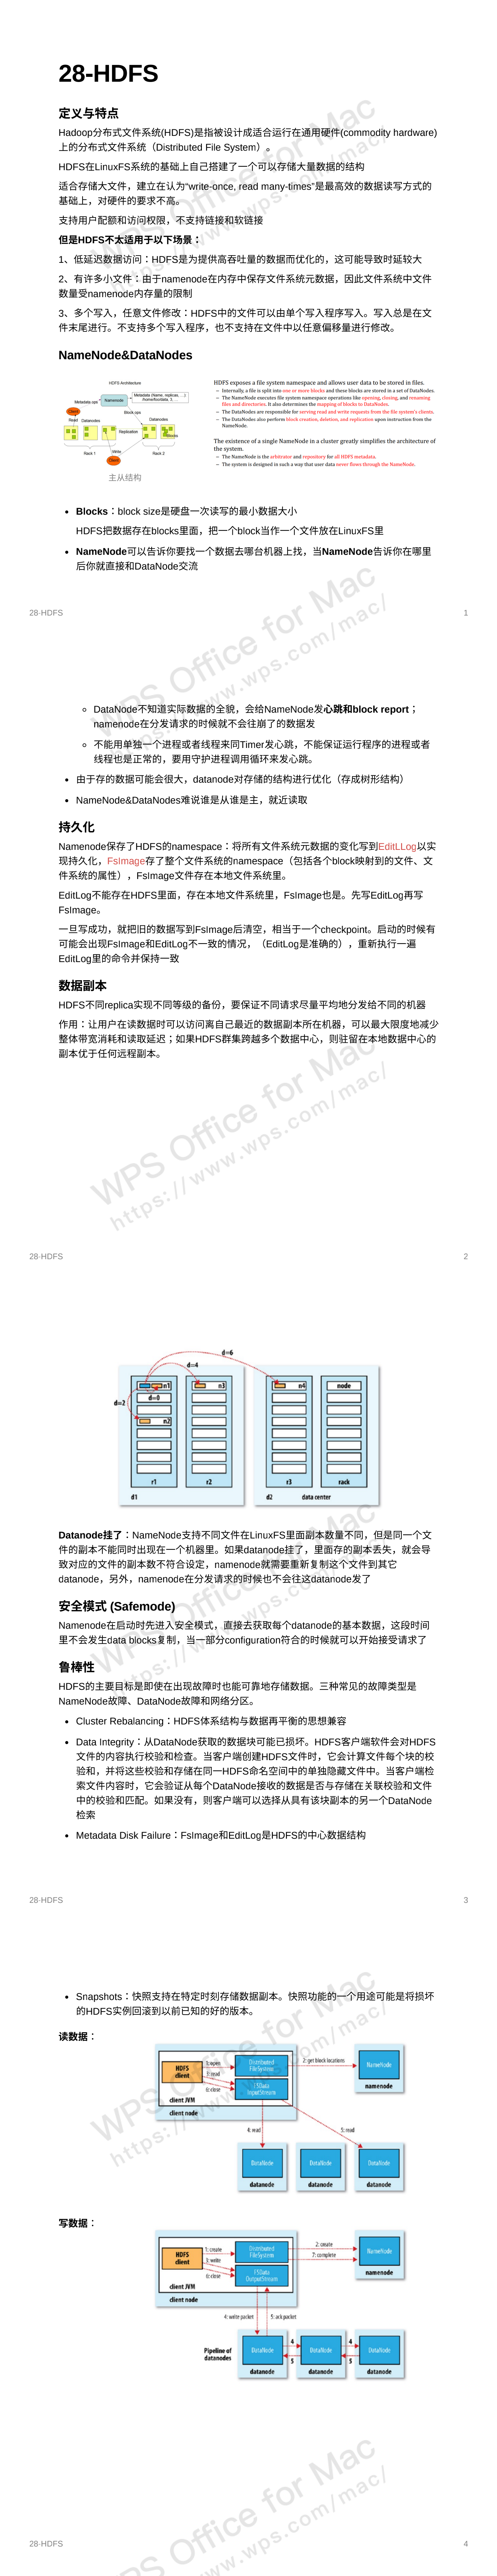 28-HDFS
定义与特点
Hadoop分布式文件系统(HDFS)是指被设计成适合运行在通用硬件(commodity hardware)
上的分布式文件系统（Distributed File System）。
HDFS在LinuxFS系统的基础上自己搭建了一个可以存储大量数据的结构
适合存储大文件，建立在认为“write-once, read many-times”是最高效的数据读写方式的
基础上，对硬件的要求不高。
支持用户配额和访问权限，不支持链接和软链接
但是HDFS不太适用于以下场景：
1、低延迟数据访问：HDFS是为提供高吞吐量的数据而优化的，这可能导致时延较大
2、有许多小文件：由于namenode在内存中保存文件系统元数据，因此文件系统中文件
数量受namenode内存量的限制
3、多个写入，任意文件修改：HDFS中的文件可以由单个写入程序写入。写入总是在文
件末尾进行。不支持多个写入程序，也不支持在文件中以任意偏移量进行修改。
NameNode&DataNodes
HDFS Architecture
Metadata ops
Namenode
Metadata (Name, replicas, ...):
/home/foo/data, 3, ...
Client
Block ops
Read
Datanodes
Datanodes
Replication
Blocks
Write
Rack 1
Rack 2
Client
主从结构
HDFS exposes a file system namespace and allows user data to be stored in files.
– Internally, a file is split into one or more blocks and these blocks are stored in a set of DataNodes.
– The NameNode executes file system namespace operations like opening, closing, and renaming
files and directories. It also determines the mapping of blocks to DataNodes.
– The DataNodes are responsible for serving read and write requests from the file system's clients.
– The DataNodes also perform block creation, deletion, and replication upon instruction from the
NameNode.
The existence of a single NameNode in a cluster greatly simplifies the architecture of
the system.
– The NameNode is the arbitrator and repository for all HDFS metadata.
– The system is designed in such a way that user data never flows through the NameNode.
• Blocks：block size是硬盘一次读写的最小数据大小
HDFS把数据存在blocks里面，把一个block当作一个文件放在LinuxFS里
• NameNode可以告诉你要找一个数据去哪台机器上找，当NameNode告诉你在哪里
后你就直接和DataNode交流
28-HDFS
1
WPS Office for Mac
https://www.wps.com/mac/
◦ DataNode不知道实际数据的全貌，会给NameNode发心跳和block report；
namenode在分发请求的时候就不会往崩了的数据发
◦ 不能用单独一个进程或者线程来同Timer发心跳，不能保证运行程序的进程或者
线程也是正常的，要用守护进程调用循环来发心跳。
• 由于存的数据可能会很大，datanode对存储的结构进行优化（存成树形结构）
• NameNode&DataNodes难说谁是从谁是主，就近读取
持久化
Namenode保存了HDFS的namespace：将所有文件系统元数据的变化写到EditLLog以实
现持久化，FsImage存了整个文件系统的namespace（包括各个block映射到的文件、文
件系统的属性），FsImage文件存在本地文件系统里。
EditLog不能存在HDFS里面，存在本地文件系统里，FsImage也是。先写EditLog再写
FsImage。
一旦写成功，就把旧的数据写到FsImage后清空，相当于一个checkpoint。启动的时候有
可能会出现FsImage和EditLog不一致的情况，（EditLog是准确的），重新执行一遍
EditLog里的命令并保持一致
数据副本
HDFS不同replica实现不同等级的备份，要保证不同请求尽量平均地分发给不同的机器
作用：让用户在读数据时可以访问离自己最近的数据副本所在机器，可以最大限度地减少
整体带宽消耗和读取延迟；如果HDFS群集跨越多个数据中心，则驻留在本地数据中心的
副本优于任何远程副本。
WPS Office for Mac
https://www.wps.com/mac/
28-HDFS
2
d=6
d=4
n1
n3
n4
node
d=0
d=2
n2
r1
r2
r3
rack
d1
d2
data center
Datanode挂了：NameNode支持不同文件在LinuxFS里面副本数量不同，但是同一个文
件的副本不能同时出现在一个机器里。如果datanode挂了，里面存的副本丢失，就会导
致对应的文件的副本数不符合设定，namenode就需要重新复制这个文件到其它
datanode，另外，namenode在分发请求的时候也不会往这datanode发了
安全模式 (Safemode)
Namenode在启动时先进入安全模式，直接去获取每个datanode的基本数据，这段时间
里不会发生data blocks复制，当一部分configuration符合的时候就可以开始接受请求了
鲁棒性
HDFS的主要目标是即使在出现故障时也能可靠地存储数据。三种常见的故障类型是
NameNode故障、DataNode故障和网络分区。
• Cluster Rebalancing：HDFS体系结构与数据再平衡的思想兼容
• Data Integrity：从DataNode获取的数据块可能已损坏。HDFS客户端软件会对HDFS
文件的内容执行校验和检查。当客户端创建HDFS文件时，它会计算文件每个块的校
验和，并将这些校验和存储在同一HDFS命名空间中的单独隐藏文件中。当客户端检
索文件内容时，它会验证从每个DataNode接收的数据是否与存储在关联校验和文件
中的校验和匹配。如果没有，则客户端可以选择从具有该块副本的另一个DataNode
检索
• Metadata Disk Failure：FsImage和EditLog是HDFS的中心数据结构
28-HDFS
3
• Snapshots：快照支持在特定时刻存储数据副本。快照功能的一个用途可能是将损坏
的HDFS实例回滚到以前已知的好的版本。
读数据：
HDFS
client
1: open
3: read
6: close
Distributed
FileSystem
FSData
InputStream
2: get block locations
NameNode
namenode
client JVM
client node
4: read
5: read
DataNode
DataNode
DataNode
datanode
datanode
datanode
写数据：
HDFS
client
1: create
3: write
6: close
Distributed
FileSystem
FSData
OutputStream
2: create
7: complete
NameNode
namenode
client JVM
client node
4: write packet
5: ack packet
Pipeline of
datanodes
DataNode
4
5
DataNode
4
5
DataNode
datanode
datanode
datanode
WPS Office for Mac
https://www.wps.com/mac/
28-HDFS
4